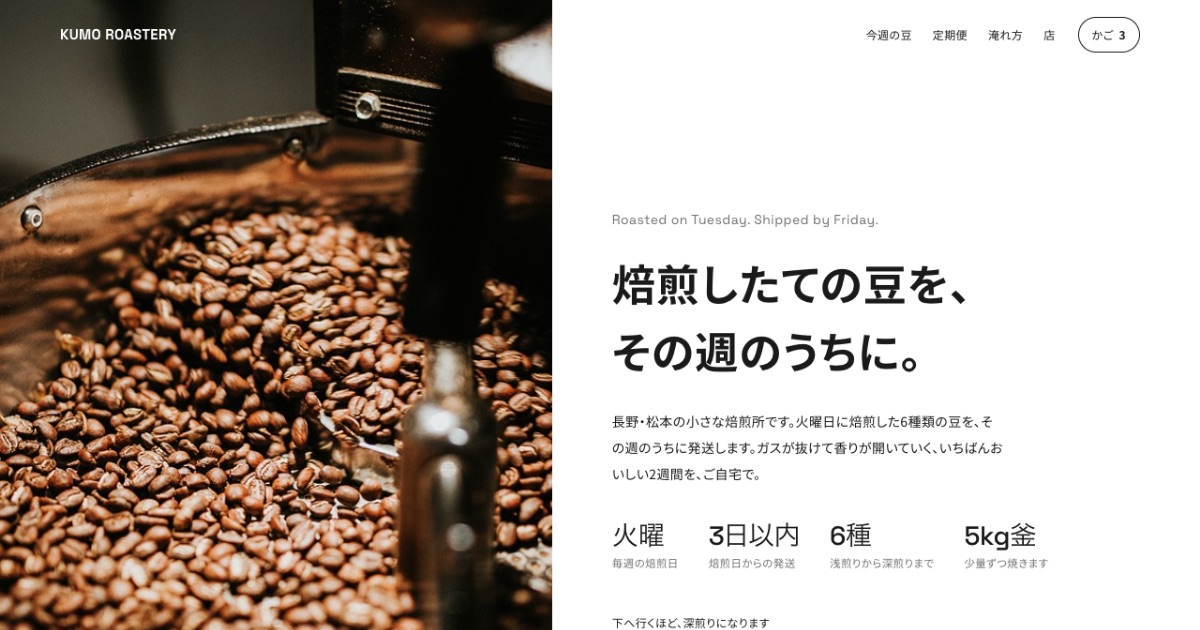 KUMO ROASTERY
今週の豆 定期便 淹れ方 店 かご 3
Roasted on Tuesday. Shipped by Friday.
焙煎したての豆を、
その週のうちに。
長野・松本の小さな焙煎所です。火曜日に焙煎した6種類の豆を、そ
の週のうちに発送します。ガスが抜けて香りが開いていく、いちばんお
いしい2週間を、ご自宅で。
火曜 3日以内 6種 5kg釜
毎週の焙煎日 焙煎日からの発送 浅煎りから深煎りまで 少量ずつ焼きます
下へ行くほど、深煎りになります